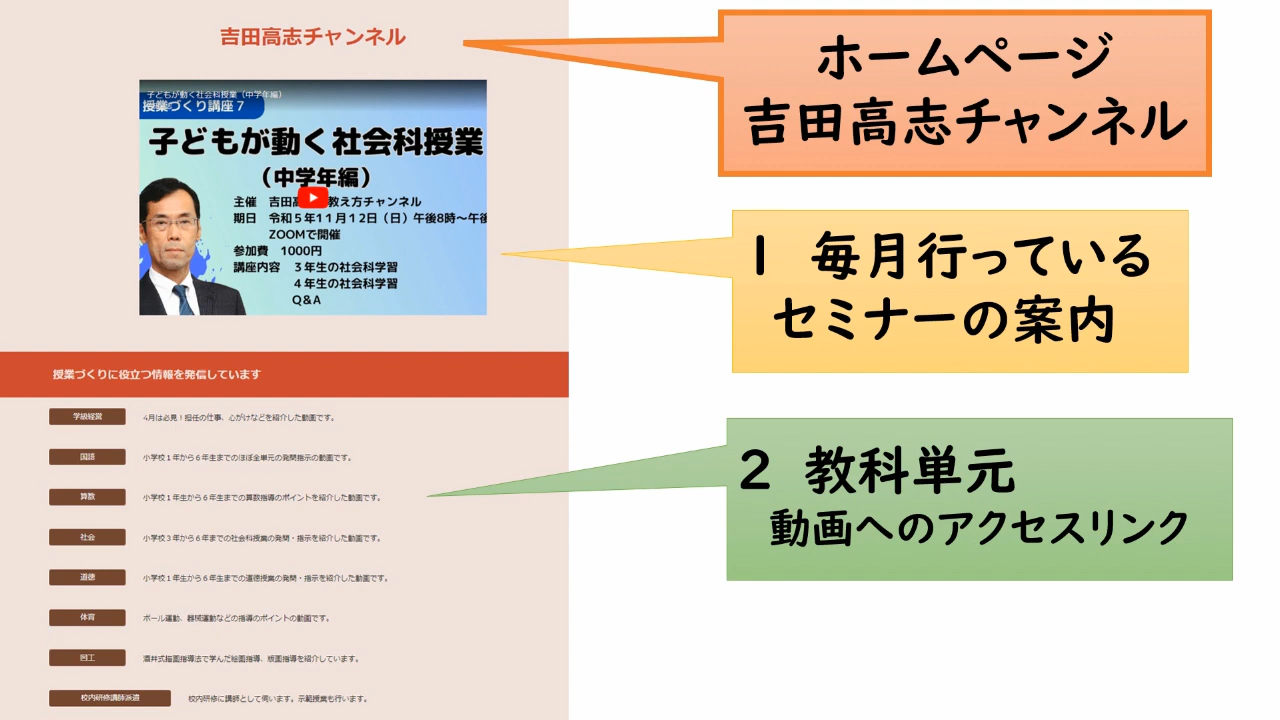 吉田高志チャンネル
子どもが動く社会科授業（中学年編）
授業づくり講座７
子どもが動く社会科授業
（中学年編）
主催 吉田高 教え方チャンネル
期日 令和５年１１月１２日（日）午後8時～午後
ZOOMで開催
参加費 1000円
講座内容 ３年生の社会科学習
４年生の社会科学習
Q&A
授業づくりに役立つ情報を発信しています
学級経営 4月は必見！担任の仕事、心がけなどを紹介した動画です。
国語 小学校１年から６年生までのほぼ全単元の発問指示の動画です。
算数 小学校１年生から６年生までの算数指導のポイントを紹介した動画です。
社会 小学校３年から６年までの社会科授業の発問・指示を紹介した動画です。
道徳 小学校１年生から６年生までの道徳授業の発問・指示を紹介した動画です。
体育 ボール運動、器械運動などの指導のポイントの動画です。
図工 酒井式描画指導法で学んだ絵画指導、版画指導を紹介しています。
校内研修講師派遣 校内研修に講師として伺います。示範授業も行います。
ホームページ
吉田高志チャンネル
１ 毎月行っている
セミナーの案内
２ 教科単元
動画へのアクセスリンク